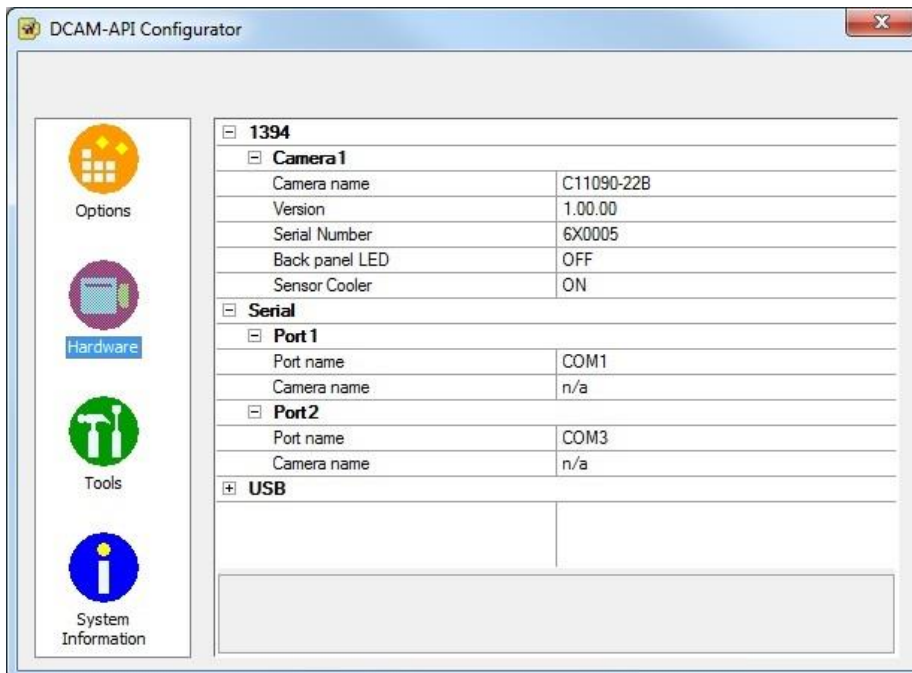 DCAM-API Configurator
Options
Hardware
Tools
System
Information
1394
Camera1
Camera name C11090-22B
Version 1.00.00
Serial Number 6X0005
Back panel LED OFF
Sensor Cooler ON
Serial
Port1
Port name COM1
Camera name n/a
Port2
Port name COM3
Camera name n/a
USB